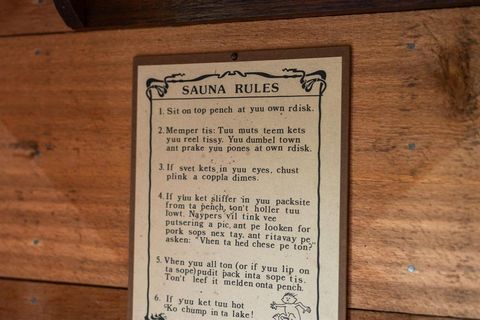 SAUNA RULES
1. Sit on top pench at yuu own rdisk.
2. Memper tis: Tuu muts teem kets
yuu reel tissy. Yuu dumbel town
ant prake yuu pones at own rdisk.
3. If svet kets in yuu eyes, chust
plink a coppla dimes.
4. If yuu ket sliffer in yuu packsite
from ta pench, ton't holler tuu
lowt. Naypers vil tink vee
putsering a pic, ant pe looken for
pork sops nex tay, ant ritavay pe
asken: "Vhen ta hed chese pe ton?
5. Vhen you all ton (or if yuu lip on
ta sope) pudit pack inta sope tis.
Ton't leef it melden onta pench.
6. If yuu ket tuu hot
Ko chump in ta lake!